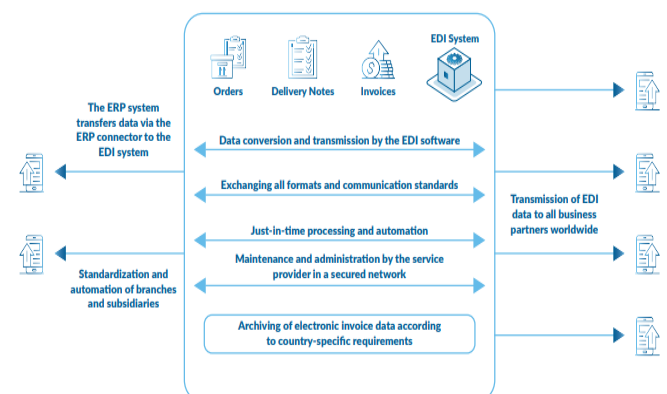 EDI System
Orders
Delivery Notes
Invoices
The ERP system
transfers data via the
ERP connector to the
EDI system
Data conversion and transmission by the EDI software
Exchanging all formats and communication standards
Transmission of EDI
data to all business
partners worldwide
Just-in-time processing and automation
Maintenance and administration by the service
provider in a secured network
Standardization and
automation of branches
and subsidiaries
Archiving of electronic invoice data according
to country-specific requirements